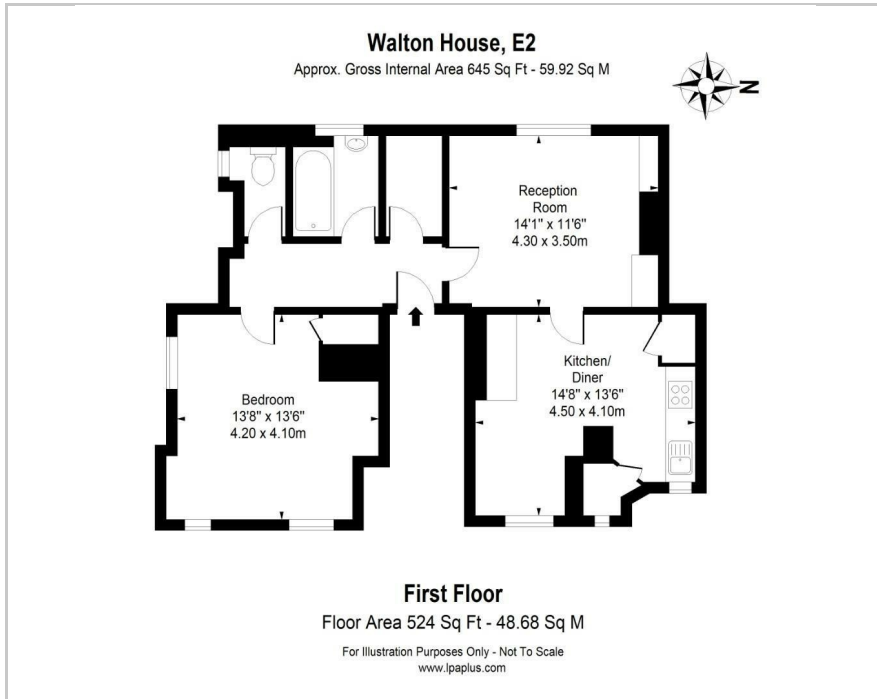 Walton House, E2
Approx. Gross Internal Area 645 Sq Ft - 59.92 Sq M
N
Reception
Room
14'1" x 11'6"
4.30 x 3.50m
Kitchen/
Diner
14'8" x 13'6"
4.50 x 4.10m
Bedroom
13'8" x 13'6"
4.20 x 4.10m
First Floor
Floor Area 524 Sq Ft - 48.68 Sq M
For Illustration Purposes Only - Not To Scale
www.lpaplus.com